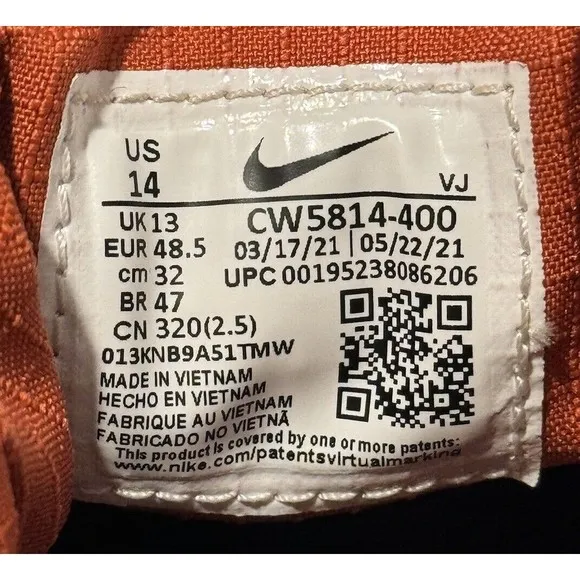 US
14
VJ
UK 13
CW5814-400
EUR 48.5
03/17/21 | 05/22/21
cm 32
UPC 00195238086206
BR 47
CN 320(2.5)
013KNB9A51TMW
MADE IN VIETNAM
HECHO EN VIETNAM
FABRIQUE AU VIETNAM
FABRICADO NO VIETNÃ
This product is covered by one or more patents:
www.nike.com/patentsvirtualmarking